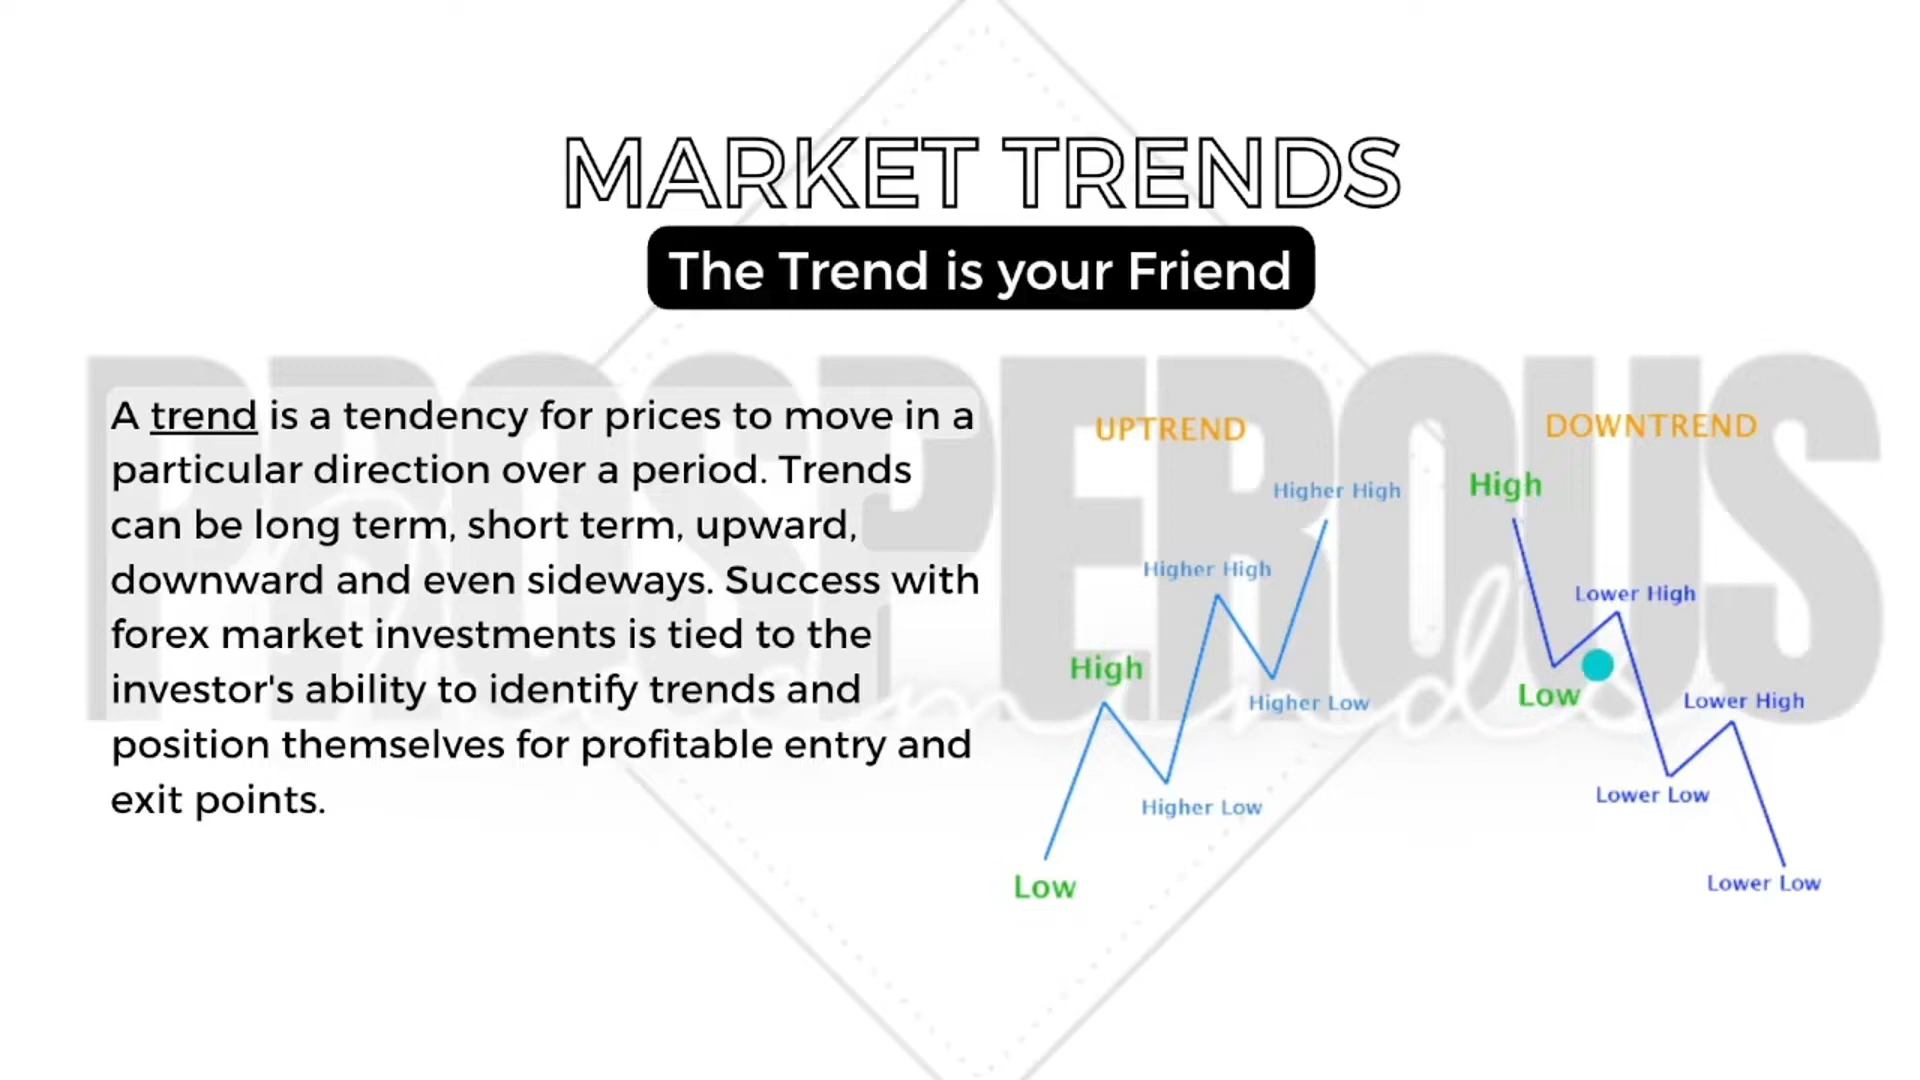 MARKET TRENDS
The Trend is your Friend
A trend is a tendency for prices to move in a
particular direction over a period. Trends
can be long term, short term, upward,
downward and even sideways. Success with
forex market investments is tied to the
investor's ability to identify trends and
position themselves for profitable entry and
exit points.
UPTREND
Higher High
Higher High
High
Higher Low
Higher Low
Low
DOWNTREND
High
Lower High
Low
Lower High
Lower Low
Lower Low
PROSPEROUS